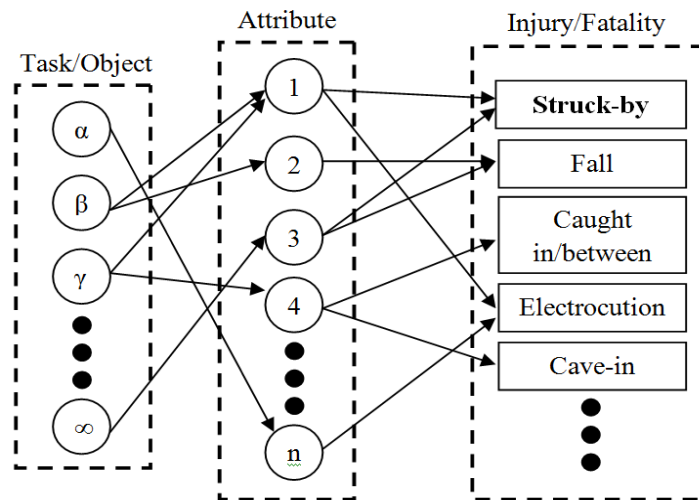 Task/Object
Attribute
Injury/Fatality
α
β
γ
∞
1
2
3
4
n
Struck-by
Fall
Caught
in/between
Electrocution
Cave-in